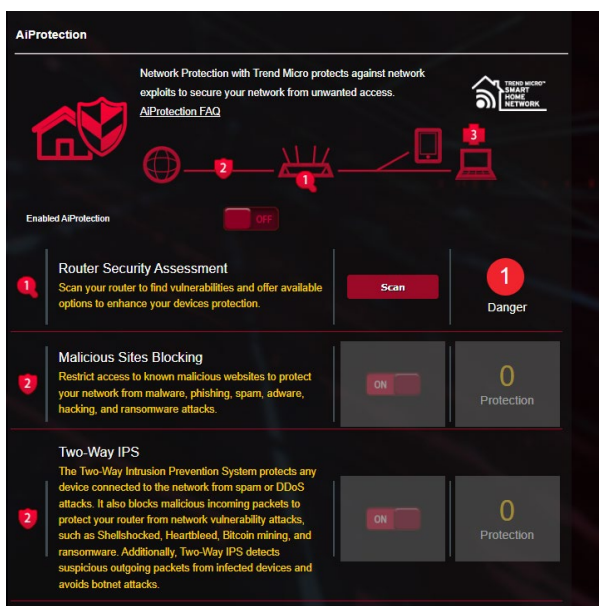 AiProtection
Network Protection with Trend Micro protects against network
exploits to secure your network from unwanted access.
AiProtection FAQ
TREND MICRO™
SMART
HOME
NETWORK
3
2
1
Enabled AiProtection
OFF
1
Router Security Assessment
Scan your router to find vulnerabilities and offer available
options to enhance your devices protection.
Scan
1
Danger
2
Malicious Sites Blocking
Restrict access to known malicious websites to protect
your network from malware, phishing, spam, adware,
hacking, and ransomware attacks.
ON
0
Protection
2
Two-Way IPS
The Two-Way Intrusion Prevention System protects any
device connected to the network from spam or DDoS
attacks. It also blocks malicious incoming packets to
protect your router from network vulnerability attacks,
such as Shellshocked, Heartbleed, Bitcoin mining, and
ransomware. Additionally, Two-Way IPS detects
suspicious outgoing packets from infected devices and
avoids botnet attacks.
ON
0
Protection